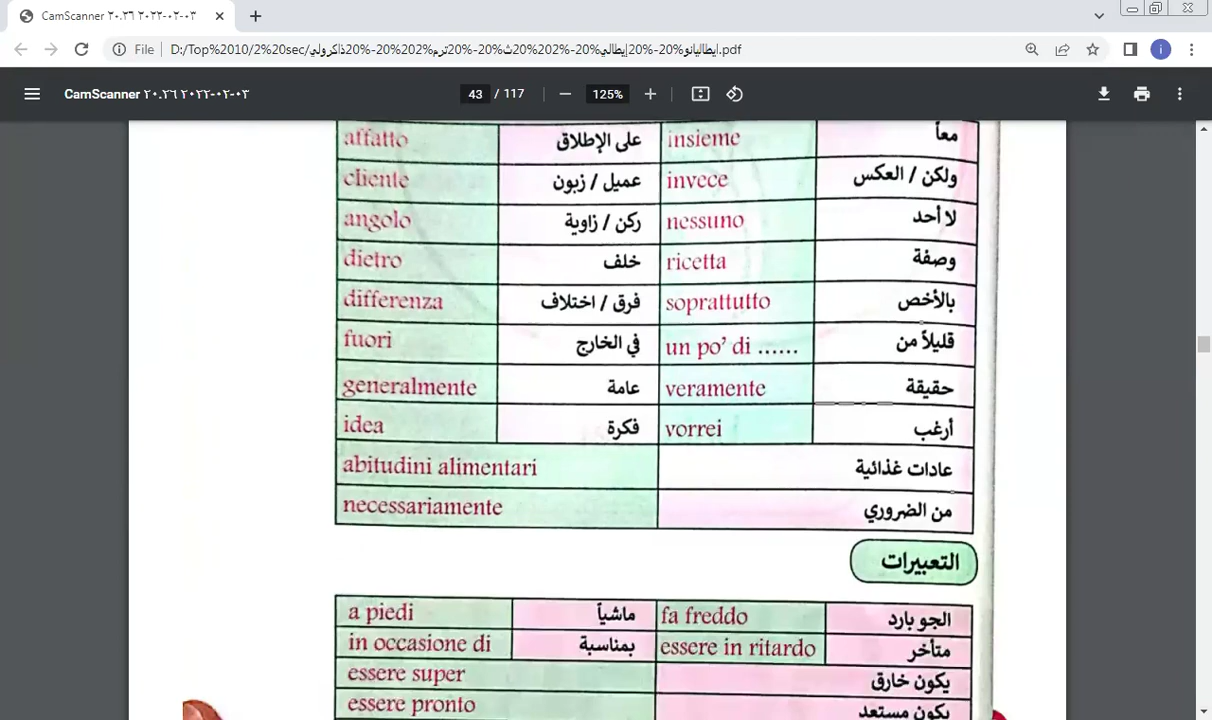 CamScanner ٢٠٢٢-٠٢-٠٣ ٢٠.٢٦
File D:/Top%2010/2%20sec/ايطاليانو%20-%20إيطالي%20-%202%20ث%20-%20ترم%202%20-%20ذاكرولي.pdf
CamScanner ٢٠٢٢-٠٢-٠٣ ٢٠.٢٦ 43 / 117 125%
affatto على الإطلاق insieme معاً
cliente عميل / زبون invece ولكن / العكس
angolo ركن / زاوية nessuno لا أحد
dietro خلف ricetta وصفة
differenza فرق / اختلاف soprattutto بالأخص
fuori في الخارج un po’ di ...... قليلاً من
generalmente عامة veramente حقيقة
idea فكرة vorrei أرغب
abitudini alimentari عادات غذائية
necessariamente من الضروري
التعبيرات
a piedi ماشياً fa freddo الجو بارد
in occasione di بمناسبة essere in ritardo متأخر
essere super يكون خارق
essere pronto يكون مستعد